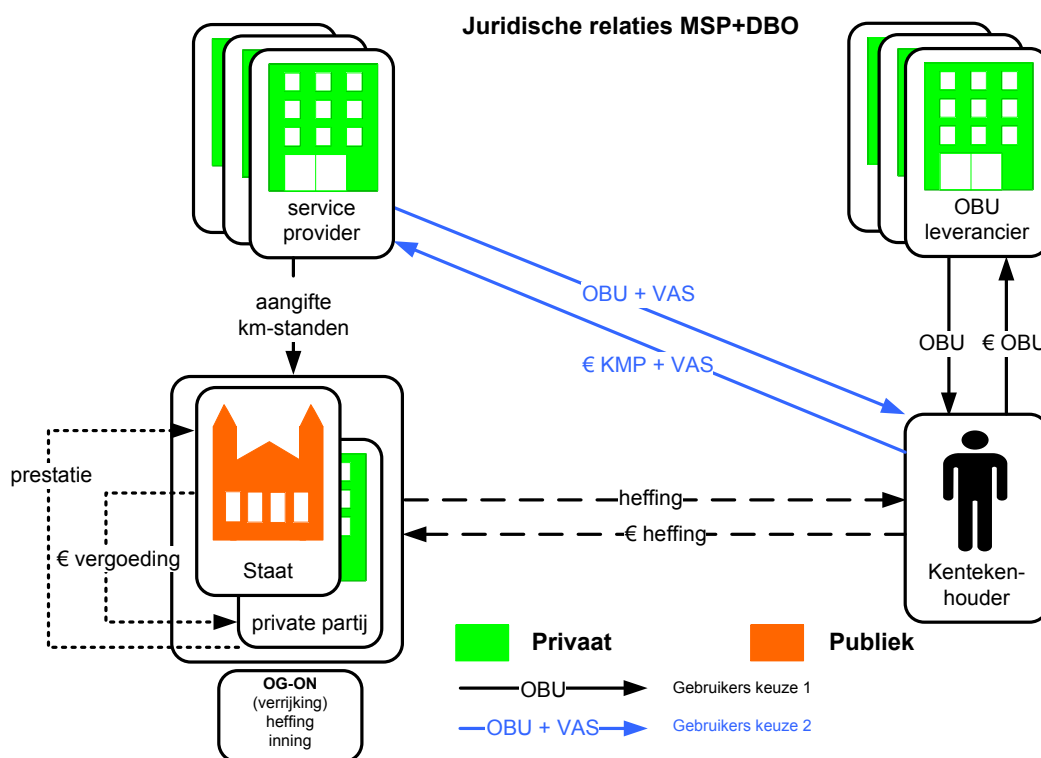 Juridische relaties MSP+DBO
service
provider
OBU
leverancier
aangifte
km-standen
OBU + VAS
€ KMP + VAS
OBU
€ OBU
prestatie
€ vergoeding
Staat
private partij
heffing
€ heffing
Kenteken-
houder
Privaat
Publiek
OG-ON
(verrijking)
heffing
inning
OBU
Gebruikers keuze 1
OBU + VAS
Gebruikers keuze 2